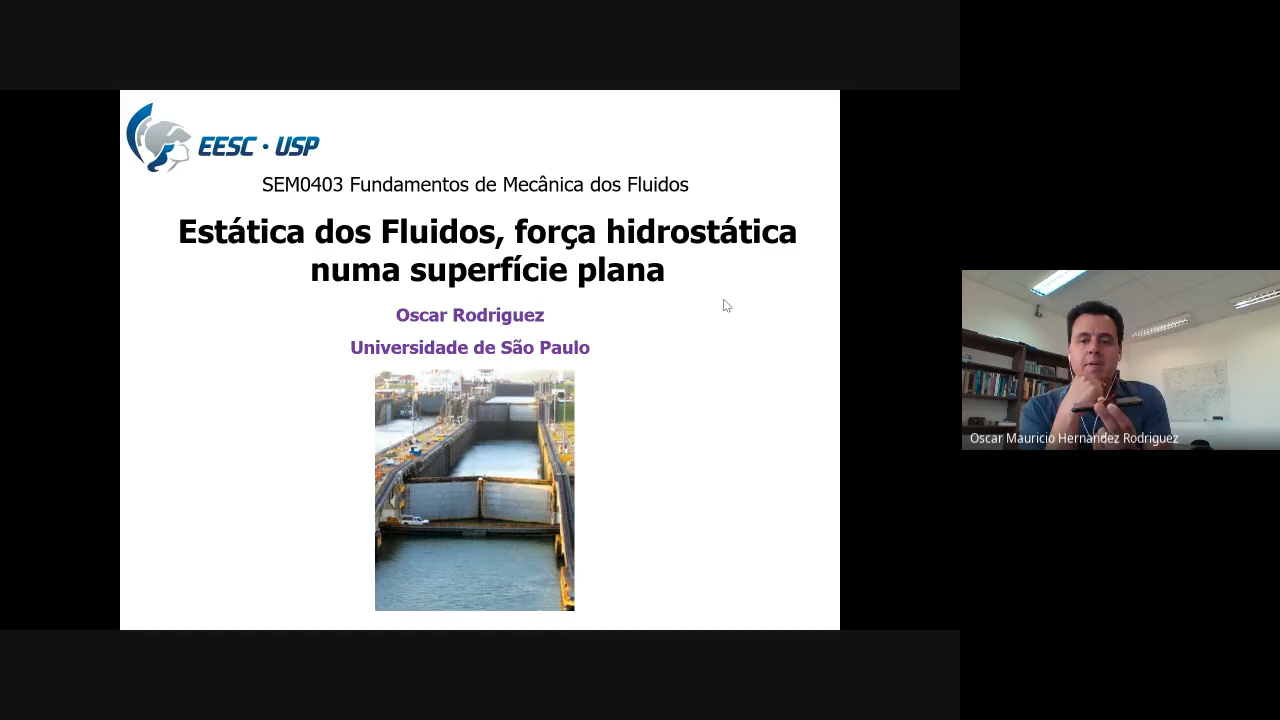 EESC · USP
SEM0403 Fundamentos de Mecânica dos Fluidos
Estática dos Fluidos, força hidrostática
numa superfície plana
Oscar Rodriguez
Universidade de São Paulo
Oscar Mauricio Hernandez Rodriguez